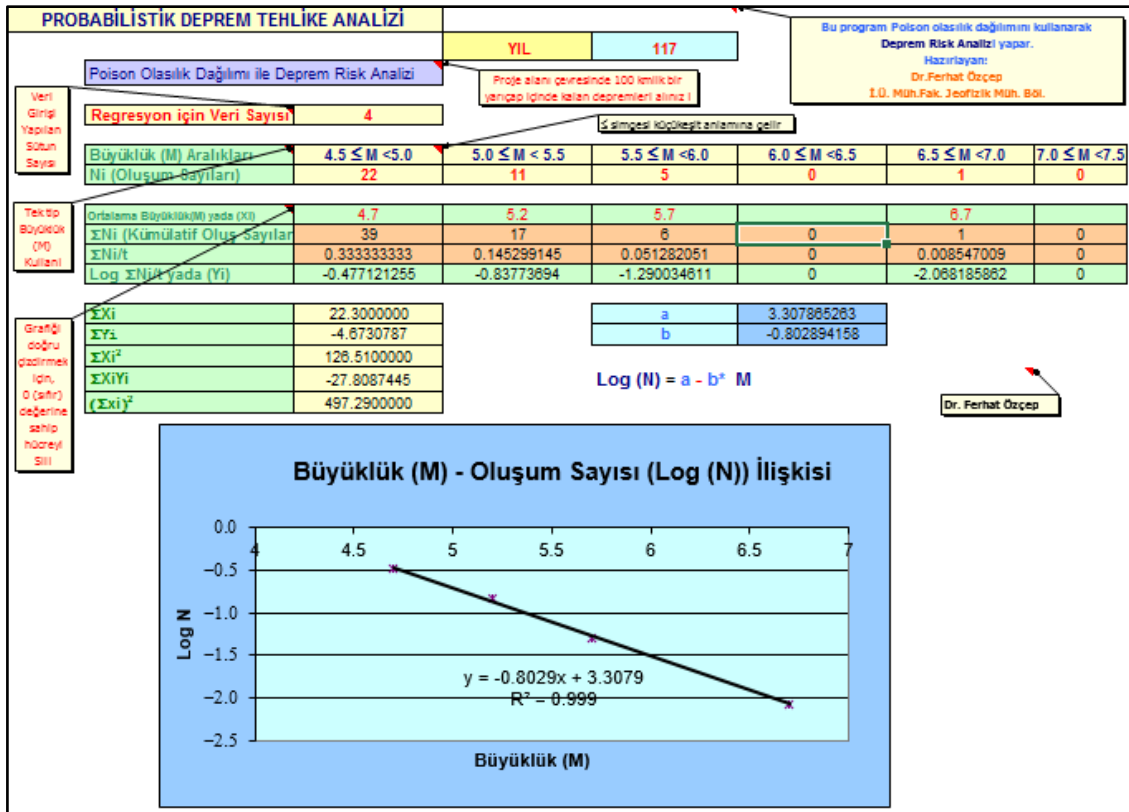 PROBABİLİSTİK DEPREM TEHLİKE ANALİZİ
Bu program Poison olasılık dağılımını kullanarak
Deprem Risk Analizi yapar.
Hazırlayan:
Dr.Ferhat Özçep
İ.Ü. Müh.Fak. Jeofizik Müh. Böl.
YIL 117
Poison Olasılık Dağılımı ile Deprem Risk Analizi
Proje alanı çevresinde 100 kmlik bir
yarıçap içinde kalan depremleri alınız !
Veri
Girişi
Yapılan
Sütun
Sayısı
Regresyon için Veri Sayısı 4
≤ simgesi küçükeşit anlamına gelir
Büyüklük (M) Aralıkları 4.5 ≤ M <5.0 5.0 ≤ M < 5.5 5.5 ≤ M <6.0 6.0 ≤ M <6.5 6.5 ≤ M <7.0 7.0 ≤ M <7.5
Ni (Oluşum Sayıları) 22 11 5 0 1 0
Tek tip
Büyüklük
(M)
Kullanı
Ortalama Büyüklük(M) yada (Xi) 4.7 5.2 5.7 6.7
ΣNi (Kümülatif Oluş Sayılar 39 17 6 0 1 0
ΣNi/t 0.333333333 0.145299145 0.051282051 0 0.008547009 0
Log ΣNi/t yada (Yi) -0.477121255 -0.83773694 -1.290034611 0 -2.068185862 0
Grafiği
doğru
çizdirmek
için,
0 (sıfır)
değerine
sahip
hücreyi
Sil!
ΣXi 22.3000000
ΣYi -4.6730787
ΣXi² 126.5100000
ΣXiYi -27.8087445
(Σxi)² 497.2900000
a 3.307865263
b -0.802894158
Log (N) = a - b* M
Dr. Ferhat Özçep
Büyüklük (M) - Oluşum Sayısı (Log (N)) İlişkisi
0.0
4 4.5 5 5.5 6 6.5 7
−0.5
−1.0
−1.5
−2.0
−2.5
Log N
y = -0.8029x + 3.3079
R² = 0.999
Büyüklük (M)